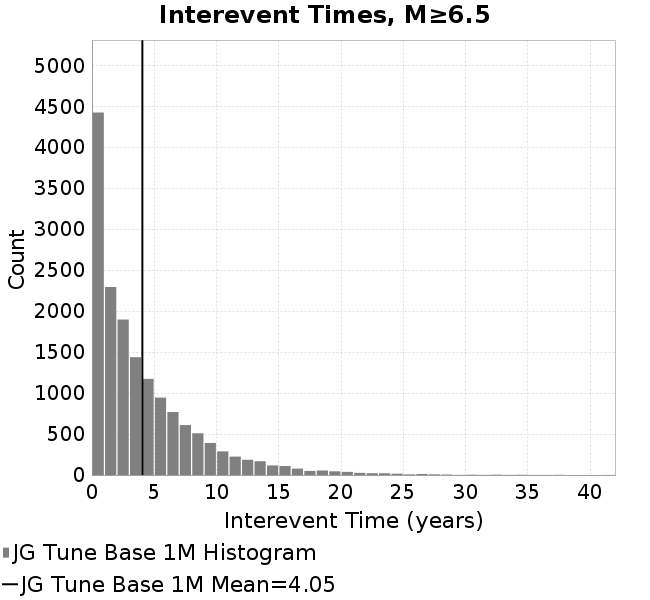 Interevent Times, M≥6.5
Count
5000
4500
4000
3500
3000
2500
2000
1500
1000
500
0
0 5 10 15 20 25 30 35 40
Interevent Time (years)
JG Tune Base 1M Histogram
JG Tune Base 1M Mean=4.05